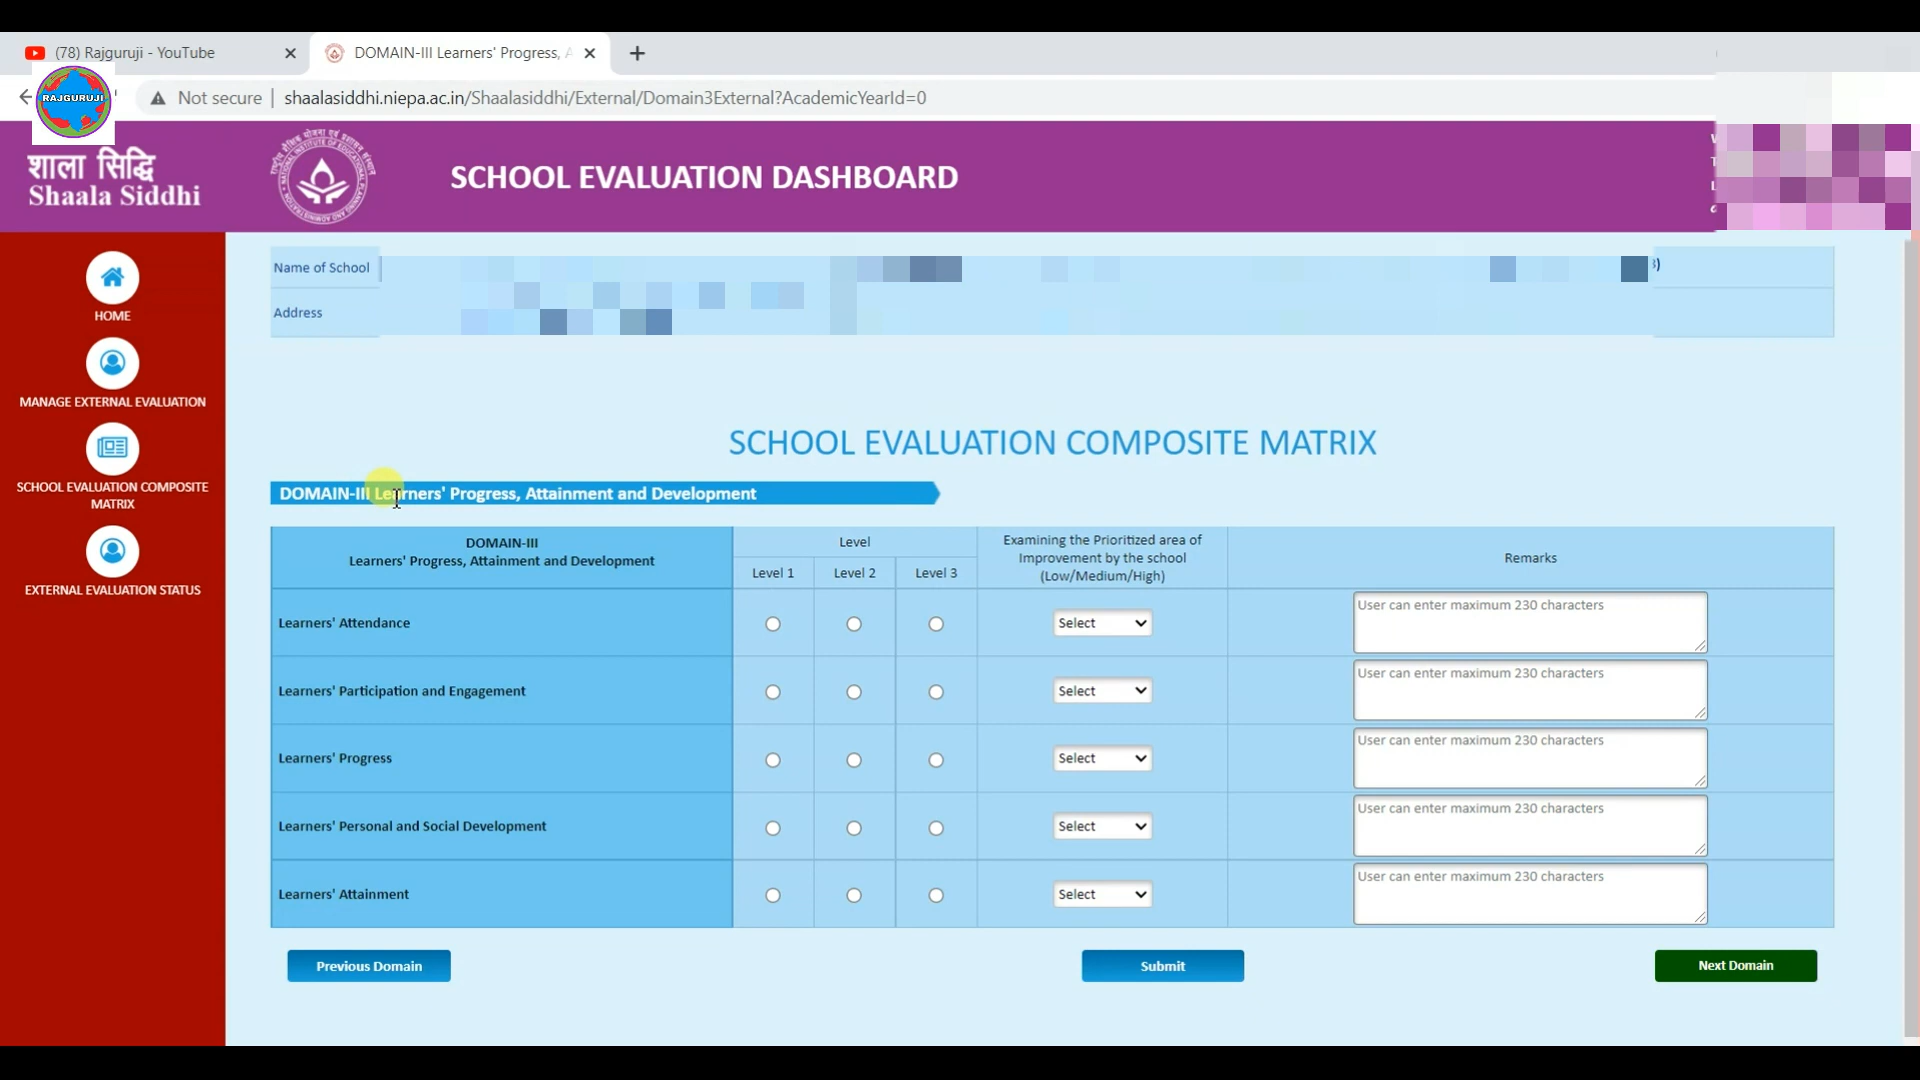 (78) Rajguruji - YouTube
DOMAIN-III Learners' Progress, A
RAJGURUJI
Not secure
shaalasiddhi.niepa.ac.in/Shaalasiddhi/External/Domain3External?AcademicYearId=0
शाला सिद्धि
Shaala Siddhi
SCHOOL EVALUATION DASHBOARD
HOME
MANAGE EXTERNAL EVALUATION
SCHOOL EVALUATION COMPOSITE
MATRIX
EXTERNAL EVALUATION STATUS
Name of School
Address
SCHOOL EVALUATION COMPOSITE MATRIX
DOMAIN-III Learners' Progress, Attainment and Development
DOMAIN-III
Learners' Progress, Attainment and Development
Level
Level 1 Level 2 Level 3
Examining the Prioritized area of
Improvement by the school
(Low/Medium/High)
Remarks
Learners' Attendance Select User can enter maximum 230 characters
Learners' Participation and Engagement Select User can enter maximum 230 characters
Learners' Progress Select User can enter maximum 230 characters
Learners' Personal and Social Development Select User can enter maximum 230 characters
Learners' Attainment Select User can enter maximum 230 characters
Previous Domain Submit Next Domain